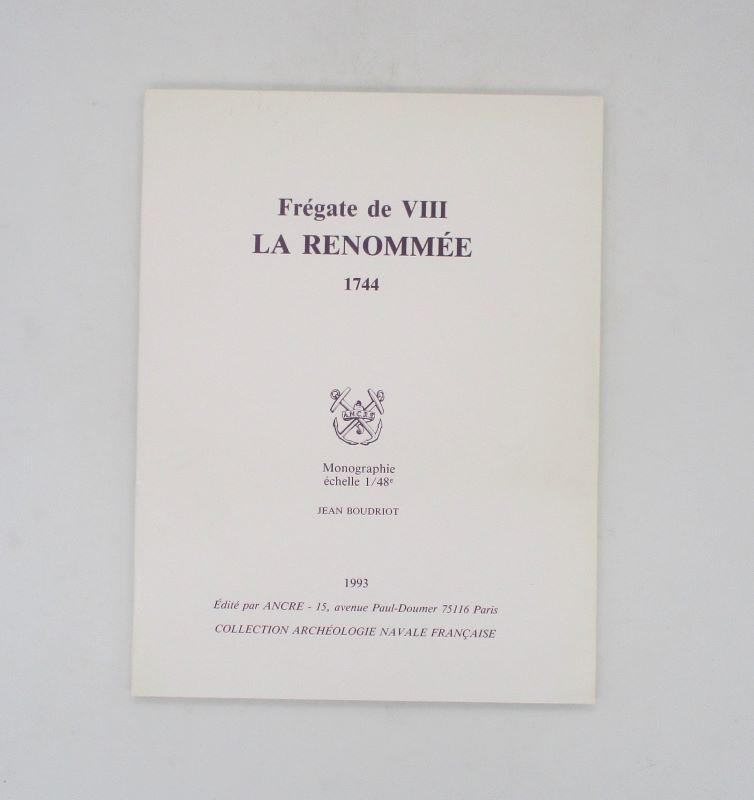 Frégate de VIII
LA RENOMMÉE
1744
A.N.C.R.E
Monographie
échelle 1/48ᵉ
JEAN BOUDRIOT
1993
Édité par ANCRE - 15, avenue Paul-Doumer 75116 Paris
COLLECTION ARCHÉOLOGIE NAVALE FRANÇAISE